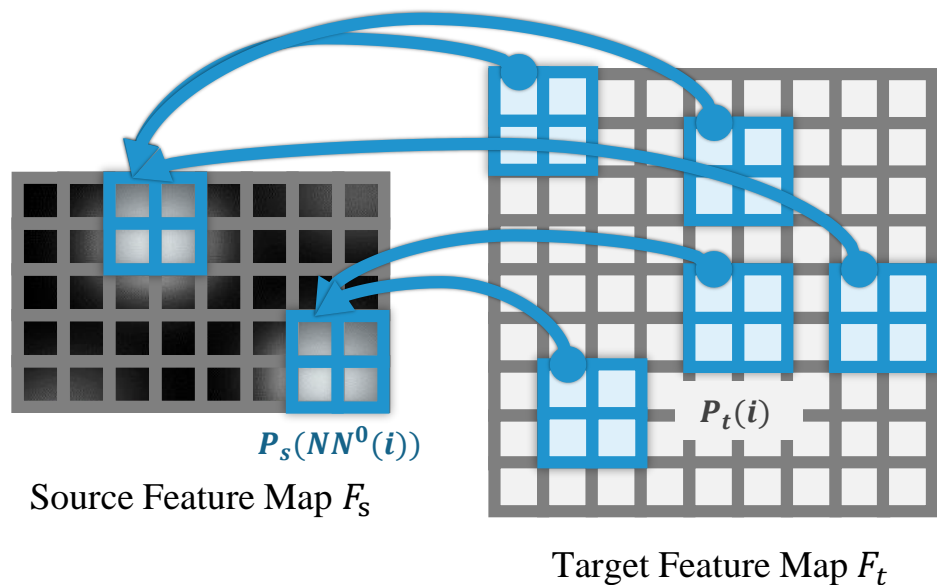 P_t(i)
P_s(NN^0(i))
Source Feature Map F_s
Target Feature Map F_t